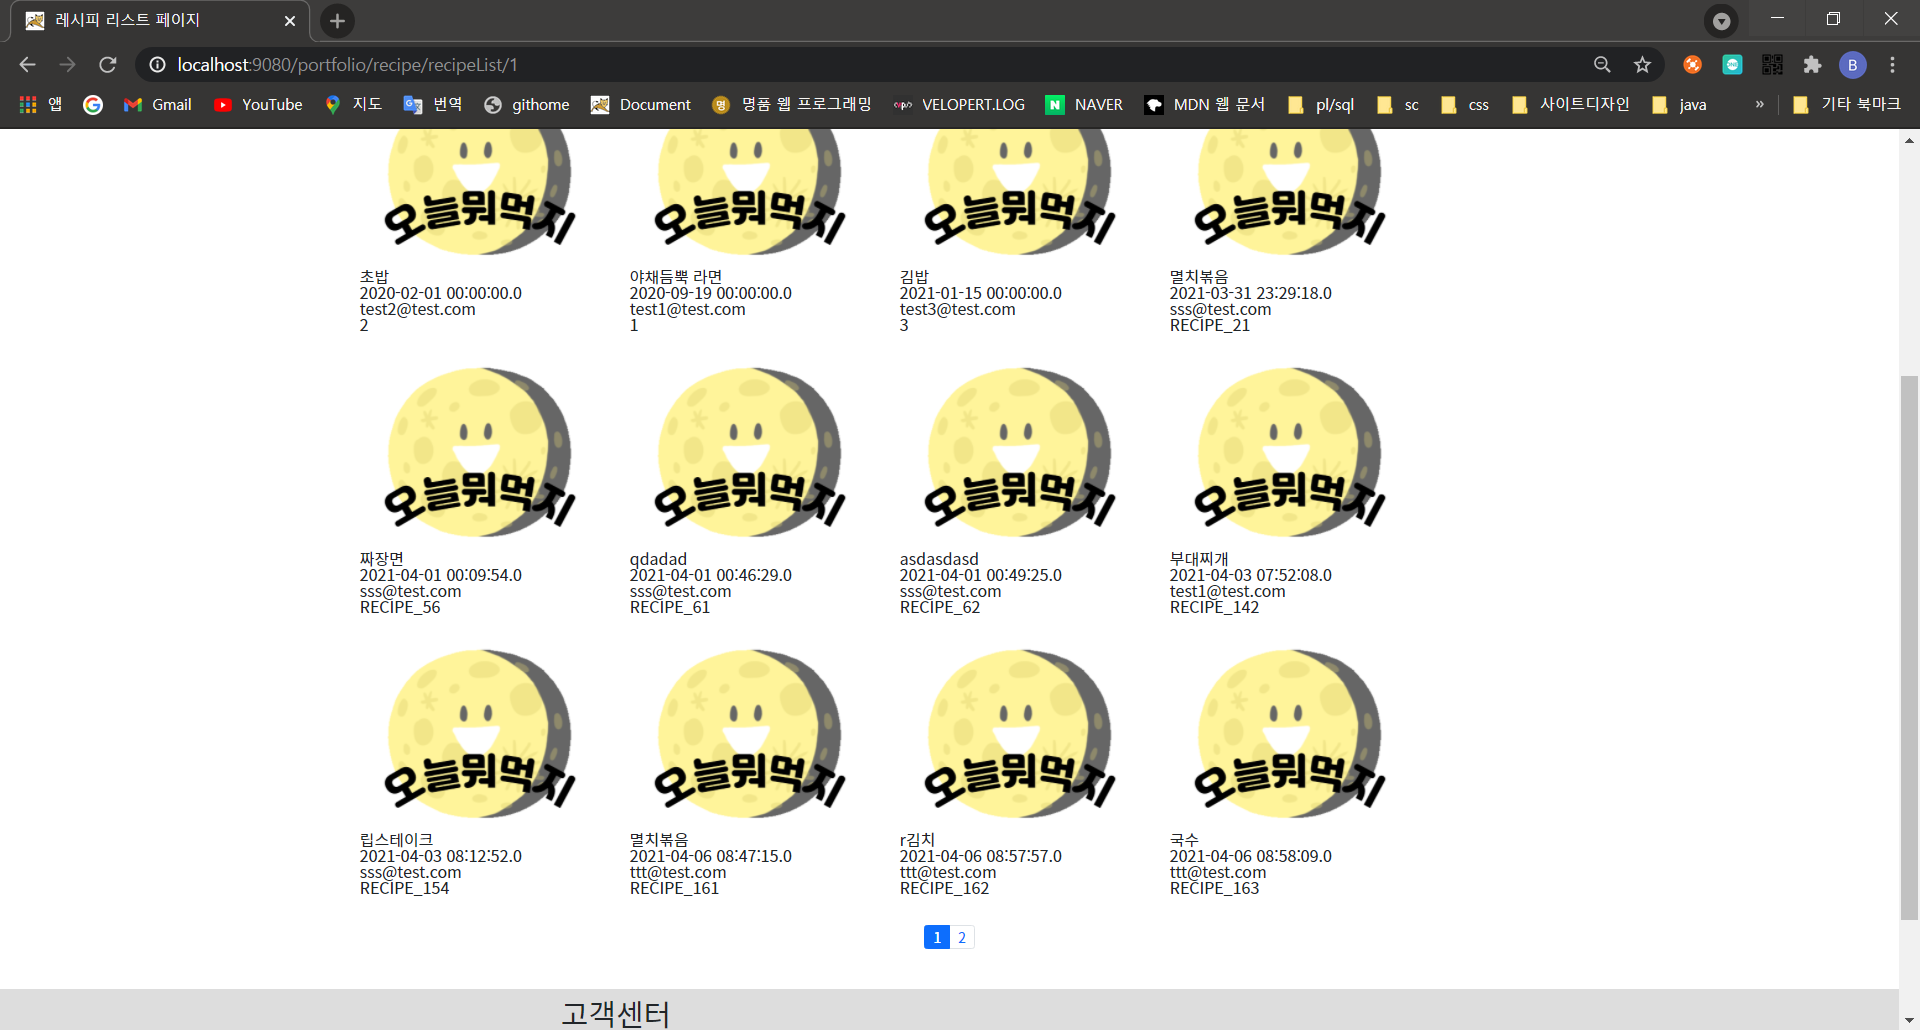 레시피 리스트 페이지
localhost:9080/portfolio/recipe/recipeList/1
B
앱 Gmail YouTube 지도 번역 githome Document 명 명품 웹 프로그래밍 VELOPERT.LOG N NAVER MDN 웹 문서 pl/sql sc css 사이트디자인 java » 기타 북마크
오늘뭐먹지 오늘뭐먹지 오늘뭐먹지 오늘뭐먹지
초밥 야채듬뿍 라면 김밥 멸치볶음
2020-02-01 00:00:00.0 2020-09-19 00:00:00.0 2021-01-15 00:00:00.0 2021-03-31 23:29:18.0
test2@test.com test1@test.com test3@test.com sss@test.com
2 1 3 RECIPE_21
오늘뭐먹지 오늘뭐먹지 오늘뭐먹지 오늘뭐먹지
짜장면 qdadad asdasdasd 부대찌개
2021-04-01 00:09:54.0 2021-04-01 00:46:29.0 2021-04-01 00:49:25.0 2021-04-03 07:52:08.0
sss@test.com sss@test.com sss@test.com test1@test.com
RECIPE_56 RECIPE_61 RECIPE_62 RECIPE_142
오늘뭐먹지 오늘뭐먹지 오늘뭐먹지 오늘뭐먹지
립스테이크 멸치볶음 r김치 국수
2021-04-03 08:12:52.0 2021-04-06 08:47:15.0 2021-04-06 08:57:57.0 2021-04-06 08:58:09.0
sss@test.com ttt@test.com ttt@test.com ttt@test.com
RECIPE_154 RECIPE_161 RECIPE_162 RECIPE_163
1 2
고객센터